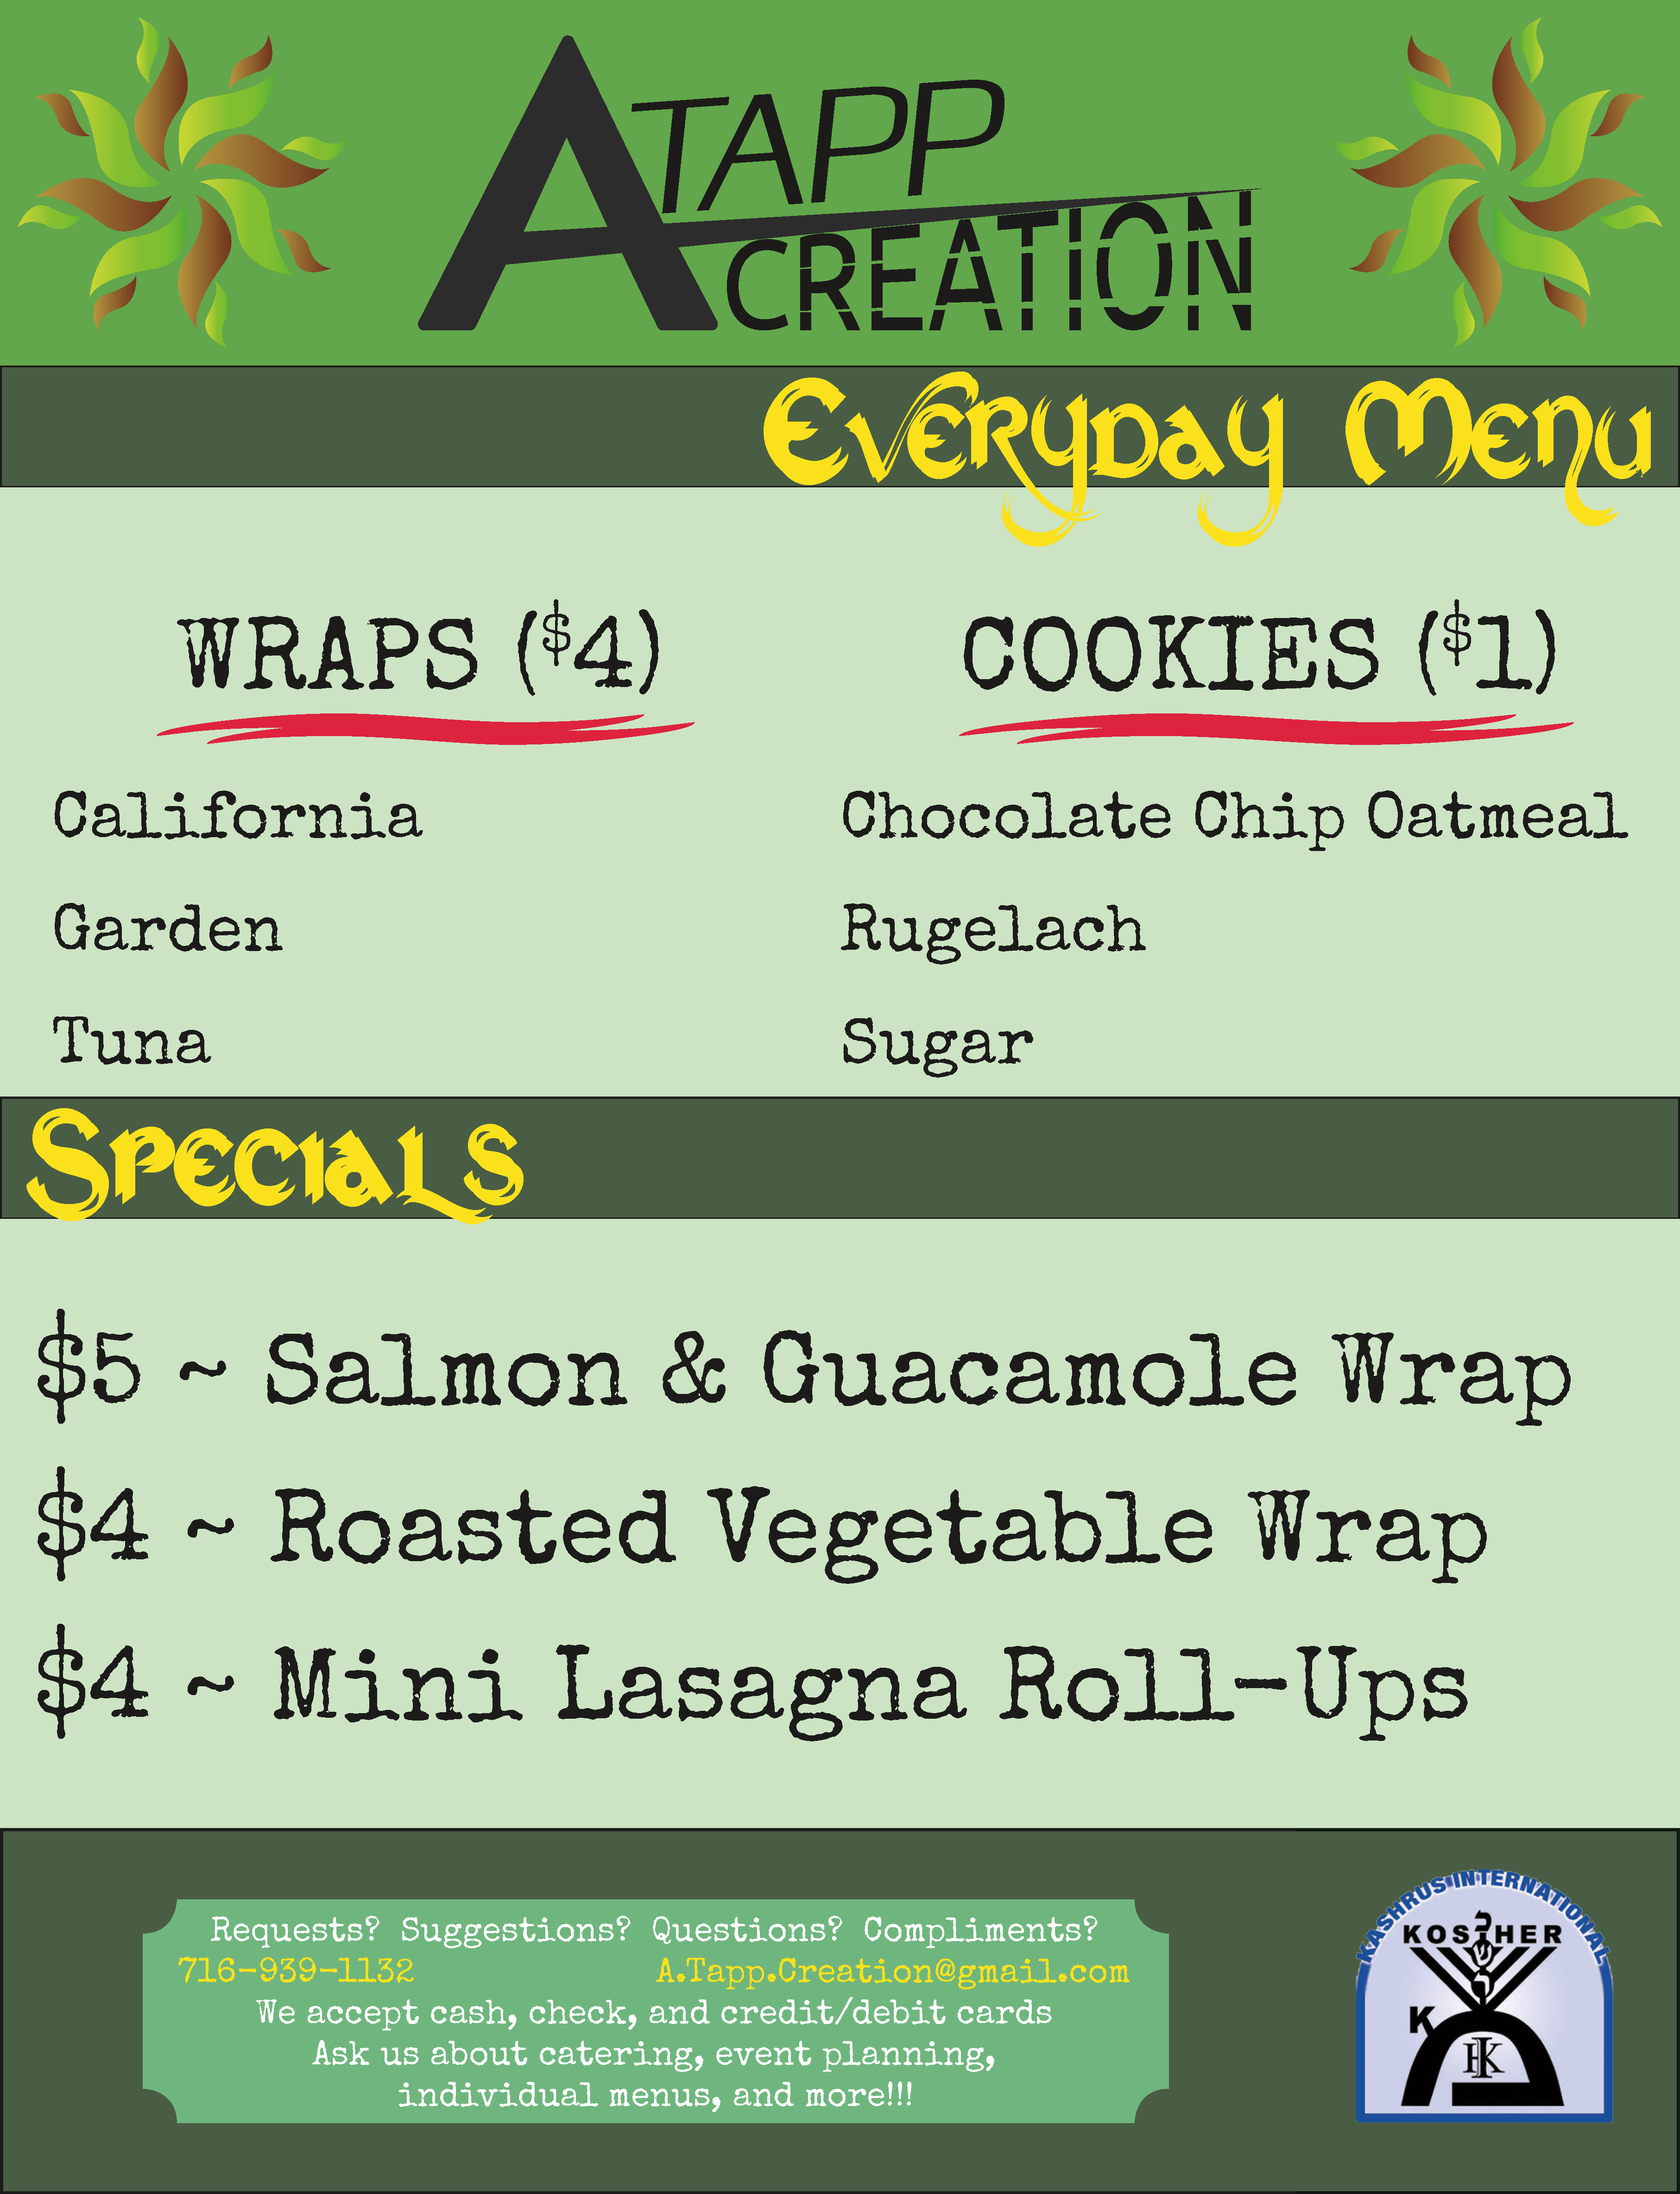 A TAPP
CREATION
Everyday Menu
WRAPS ($4)
California
Garden
Tuna
COOKIES ($1)
Chocolate Chip Oatmeal
Rugelach
Sugar
Specials
$5 ~ Salmon & Guacamole Wrap
$4 ~ Roasted Vegetable Wrap
$4 ~ Mini Lasagna Roll-Ups
Requests? Suggestions? Questions? Compliments?
716-939-1132 A.Tapp.Creation@gmail.com
We accept cash, check, and credit/debit cards
Ask us about catering, event planning,
individual menus, and more!!!
KASHRUS INTERNATIONAL
KOSHER
K